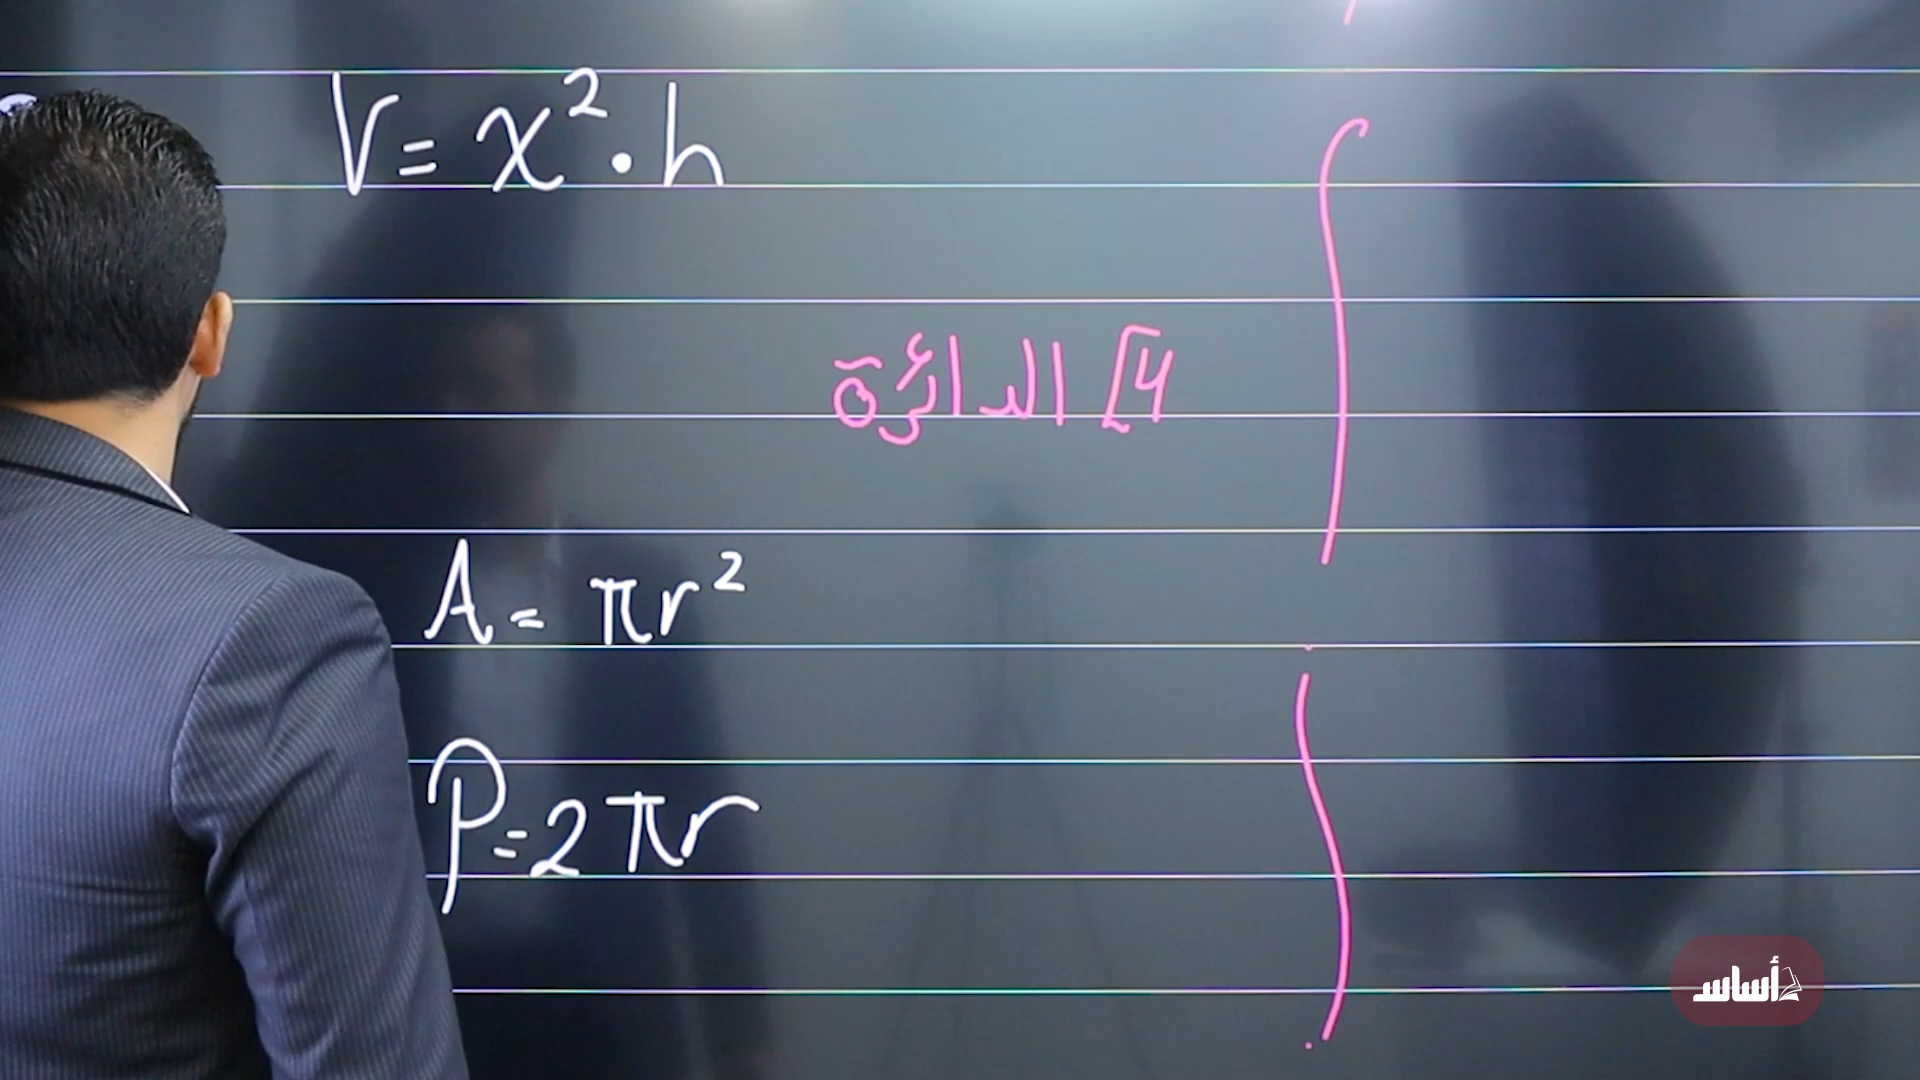 V = x² · h
4] الدائرة
A = πr²
P = 2πr
أساس